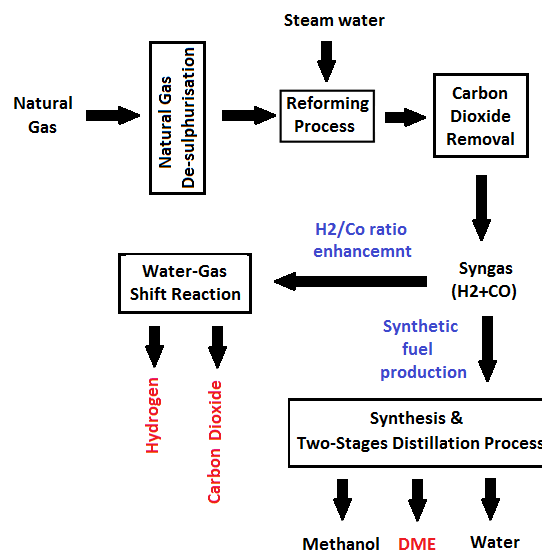 Steam water
Natural
Gas
Natural Gas
De-sulphurisation
Reforming
Process
Carbon
Dioxide
Removal
H2/Co ratio
enhancemnt
Syngas
(H2+CO)
Water-Gas
Shift Reaction
Synthetic
fuel
production
Hydrogen
Carbon Dioxide
Synthesis &
Two-Stages Distillation Process
Methanol
DME
Water